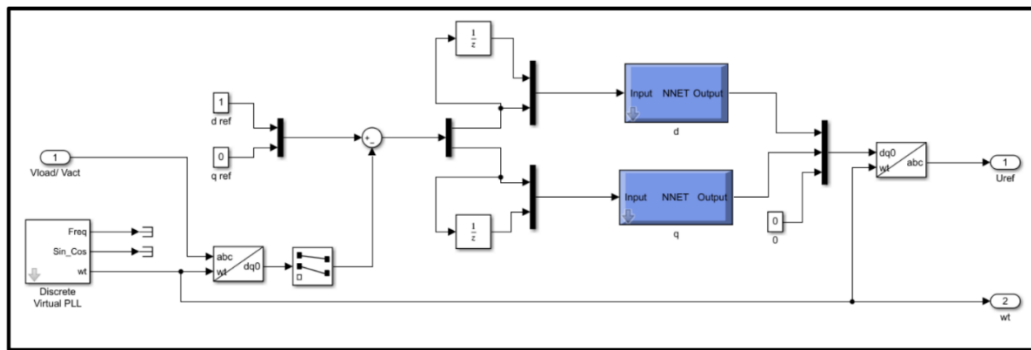 1
z
1
d ref
0
q ref
+
-
Input NNET Output
d
1
Vload/ Vact
Freq
Sin_Cos
wt
Discrete
Virtual PLL
abc
wt
dq0
1
z
Input NNET Output
q
0
0
dq0
wt
abc
1
Uref
2
wt